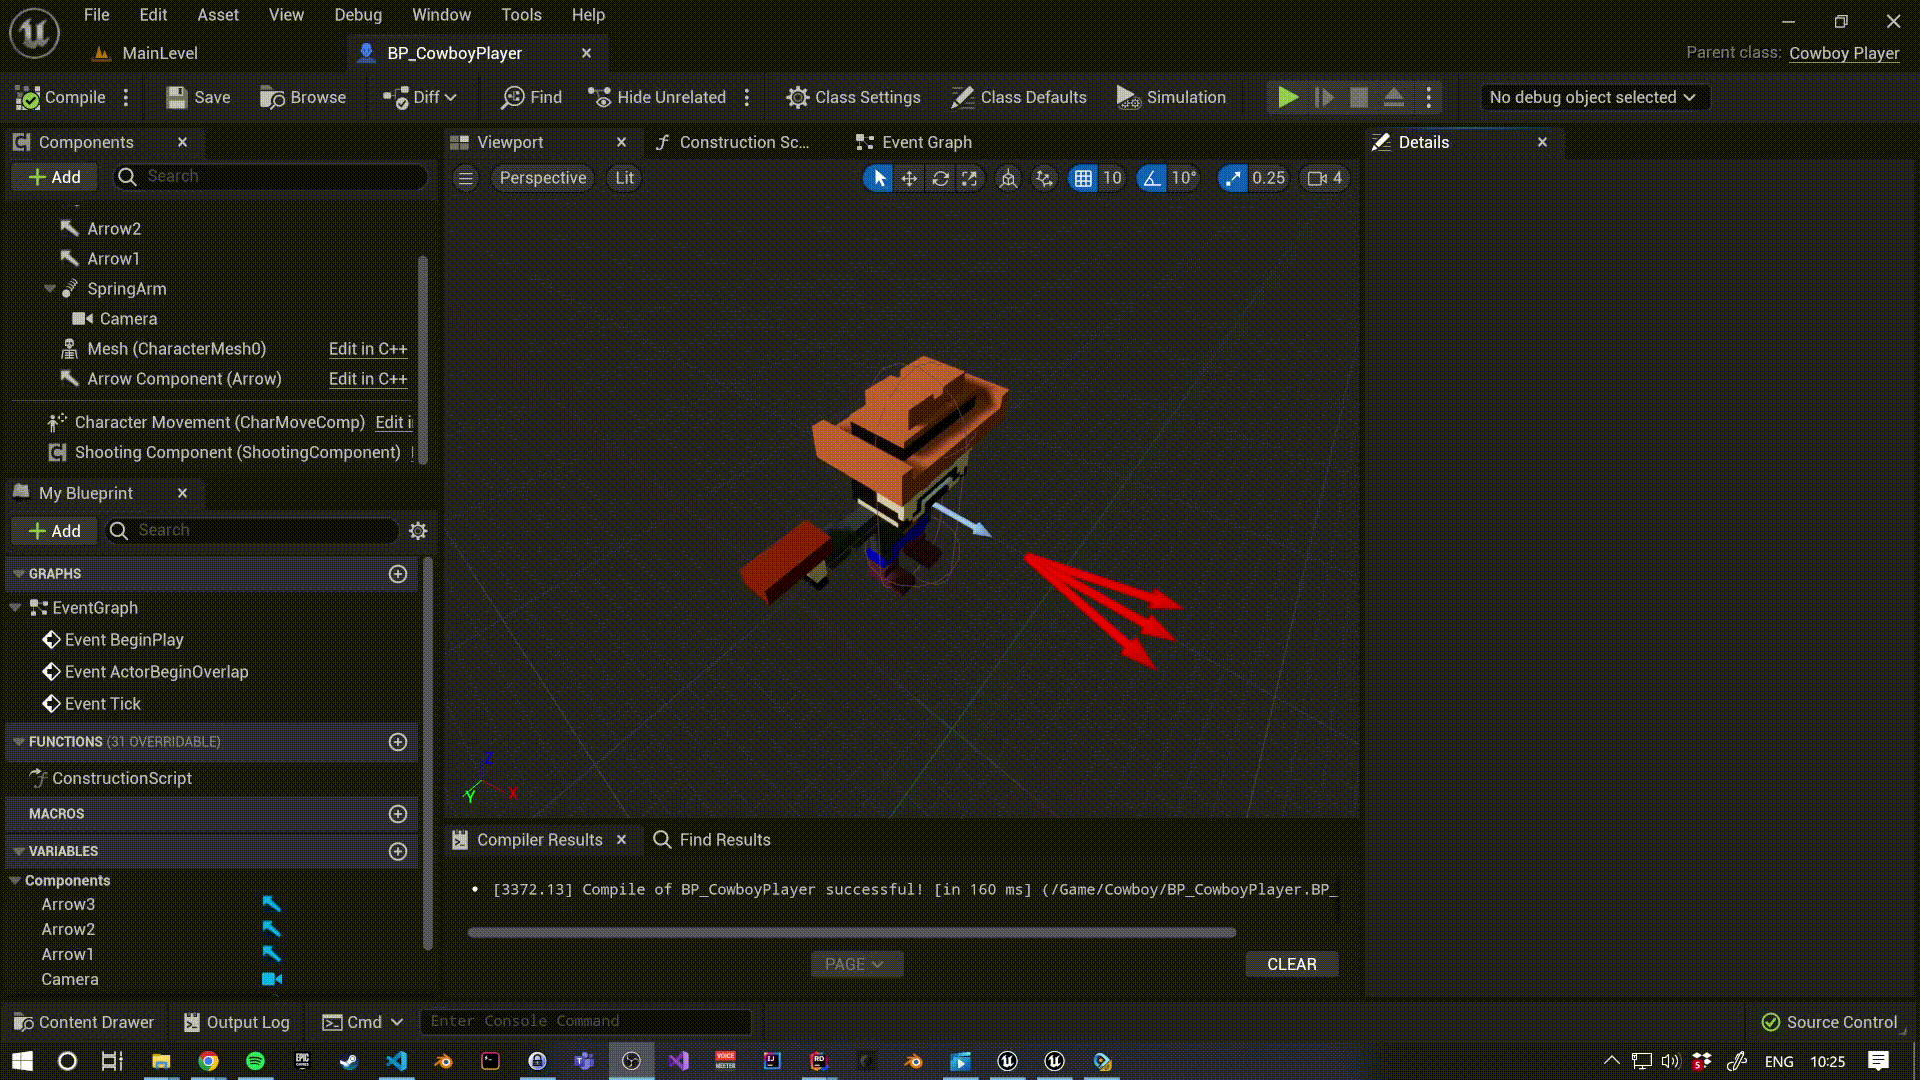 File Edit Asset View Debug Window Tools Help
MainLevel BP_CowboyPlayer
Parent class: Cowboy Player
Compile Save Browse Diff Find Hide Unrelated Class Settings Class Defaults Simulation No debug object selected
Components
Add Search
Arrow2
Arrow1
SpringArm
Camera
Mesh (CharacterMesh0) Edit in C++
Arrow Component (Arrow) Edit in C++
Character Movement (CharMoveComp) Edit i
Shooting Component (ShootingComponent)
My Blueprint
Add Search
GRAPHS
EventGraph
Event BeginPlay
Event ActorBeginOverlap
Event Tick
FUNCTIONS (31 OVERRIDABLE)
ConstructionScript
MACROS
VARIABLES
Components
Arrow3
Arrow2
Arrow1
Camera
Viewport Construction Sc... Event Graph
Perspective Lit 10 10° 0.25 4
Z
Y X
Compiler Results Find Results
• [3372.13] Compile of BP_CowboyPlayer successful! [in 160 ms] (/Game/Cowboy/BP_CowboyPlayer.BP_
PAGE CLEAR
Details
Content Drawer Output Log Cmd Enter Console Command Source Control
ENG 10:25